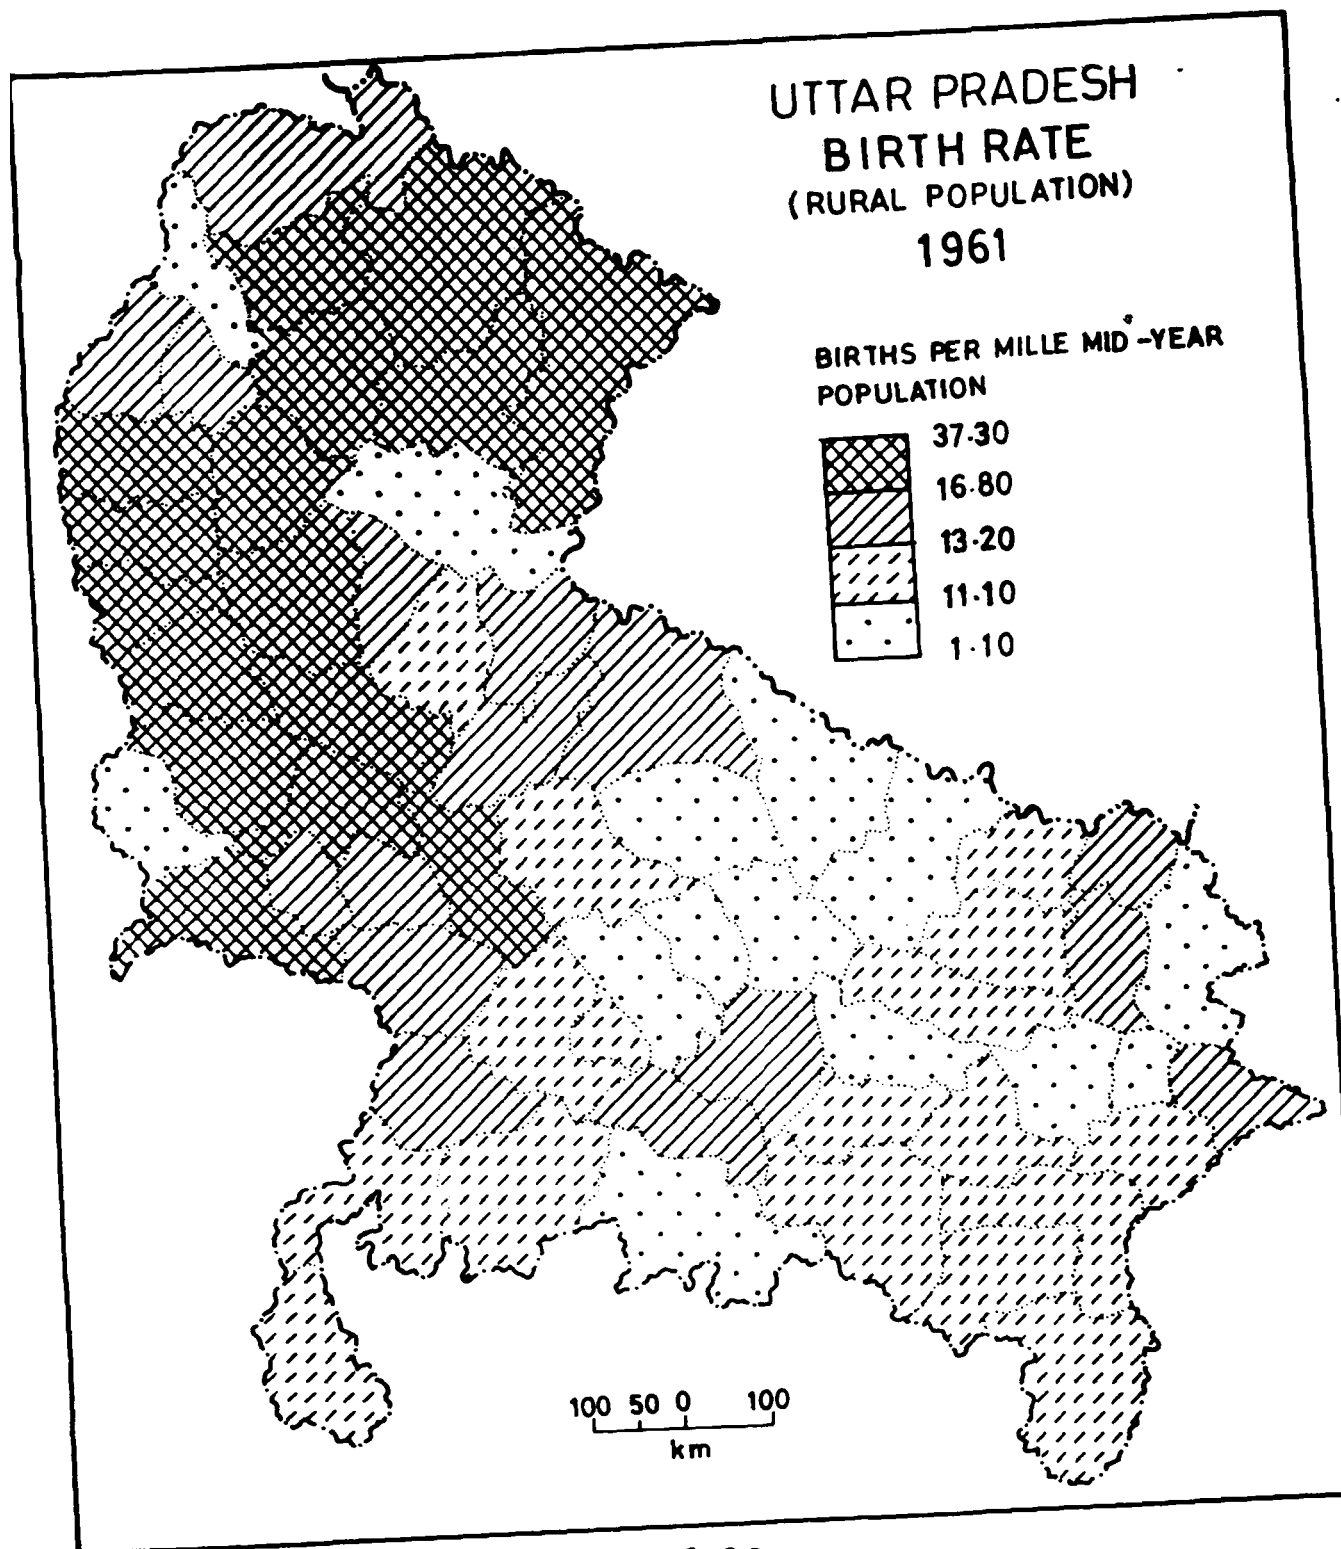 UTTAR PRADESH
BIRTH RATE
(RURAL POPULATION)
1961
BIRTHS PER MILLE MID-YEAR
POPULATION
37·30
16·80
13·20
11·10
1·10
100 50 0 100
km